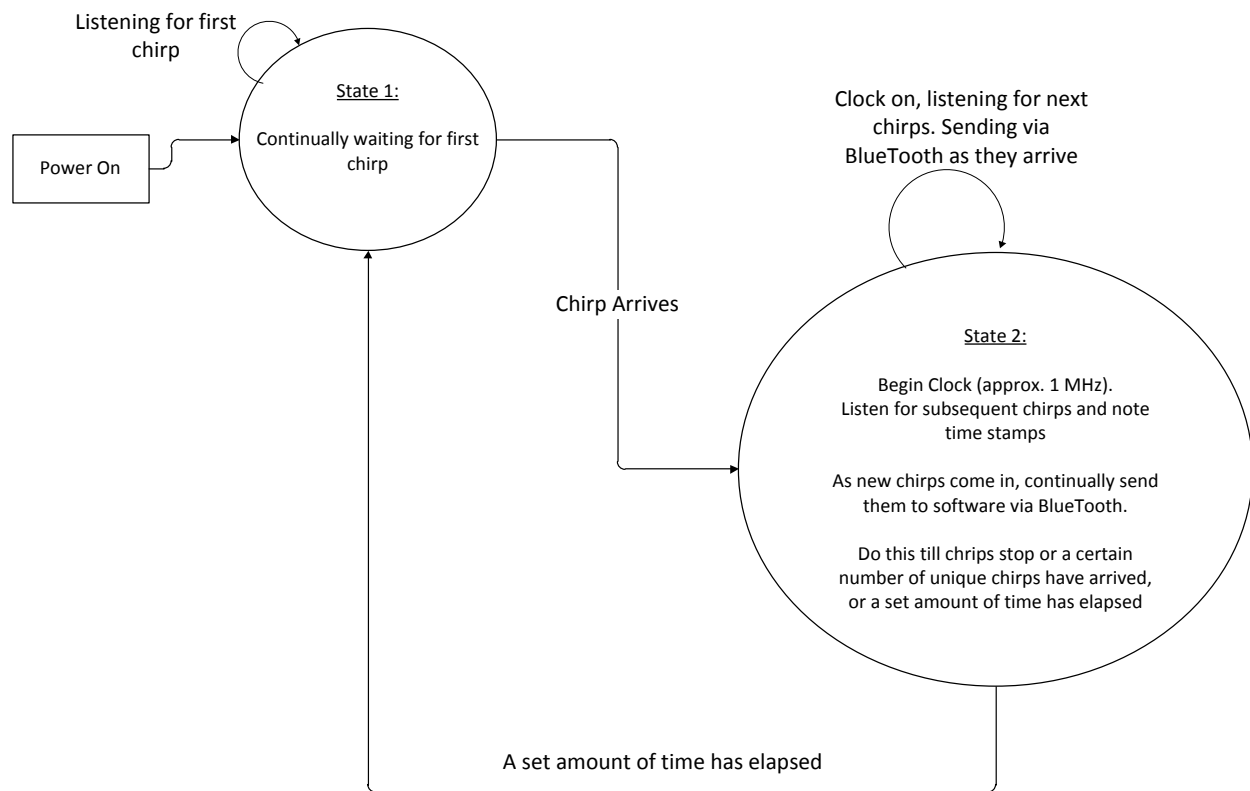 Listening for first
chirp
State 1:
Continually waiting for first
chirp
Power On
Clock on, listening for next
chirps. Sending via
BlueTooth as they arrive
Chirp Arrives
State 2:
Begin Clock (approx. 1 MHz).
Listen for subsequent chirps and note
time stamps
As new chirps come in, continually send
them to software via BlueTooth.
Do this till chrips stop or a certain
number of unique chirps have arrived,
or a set amount of time has elapsed
A set amount of time has elapsed